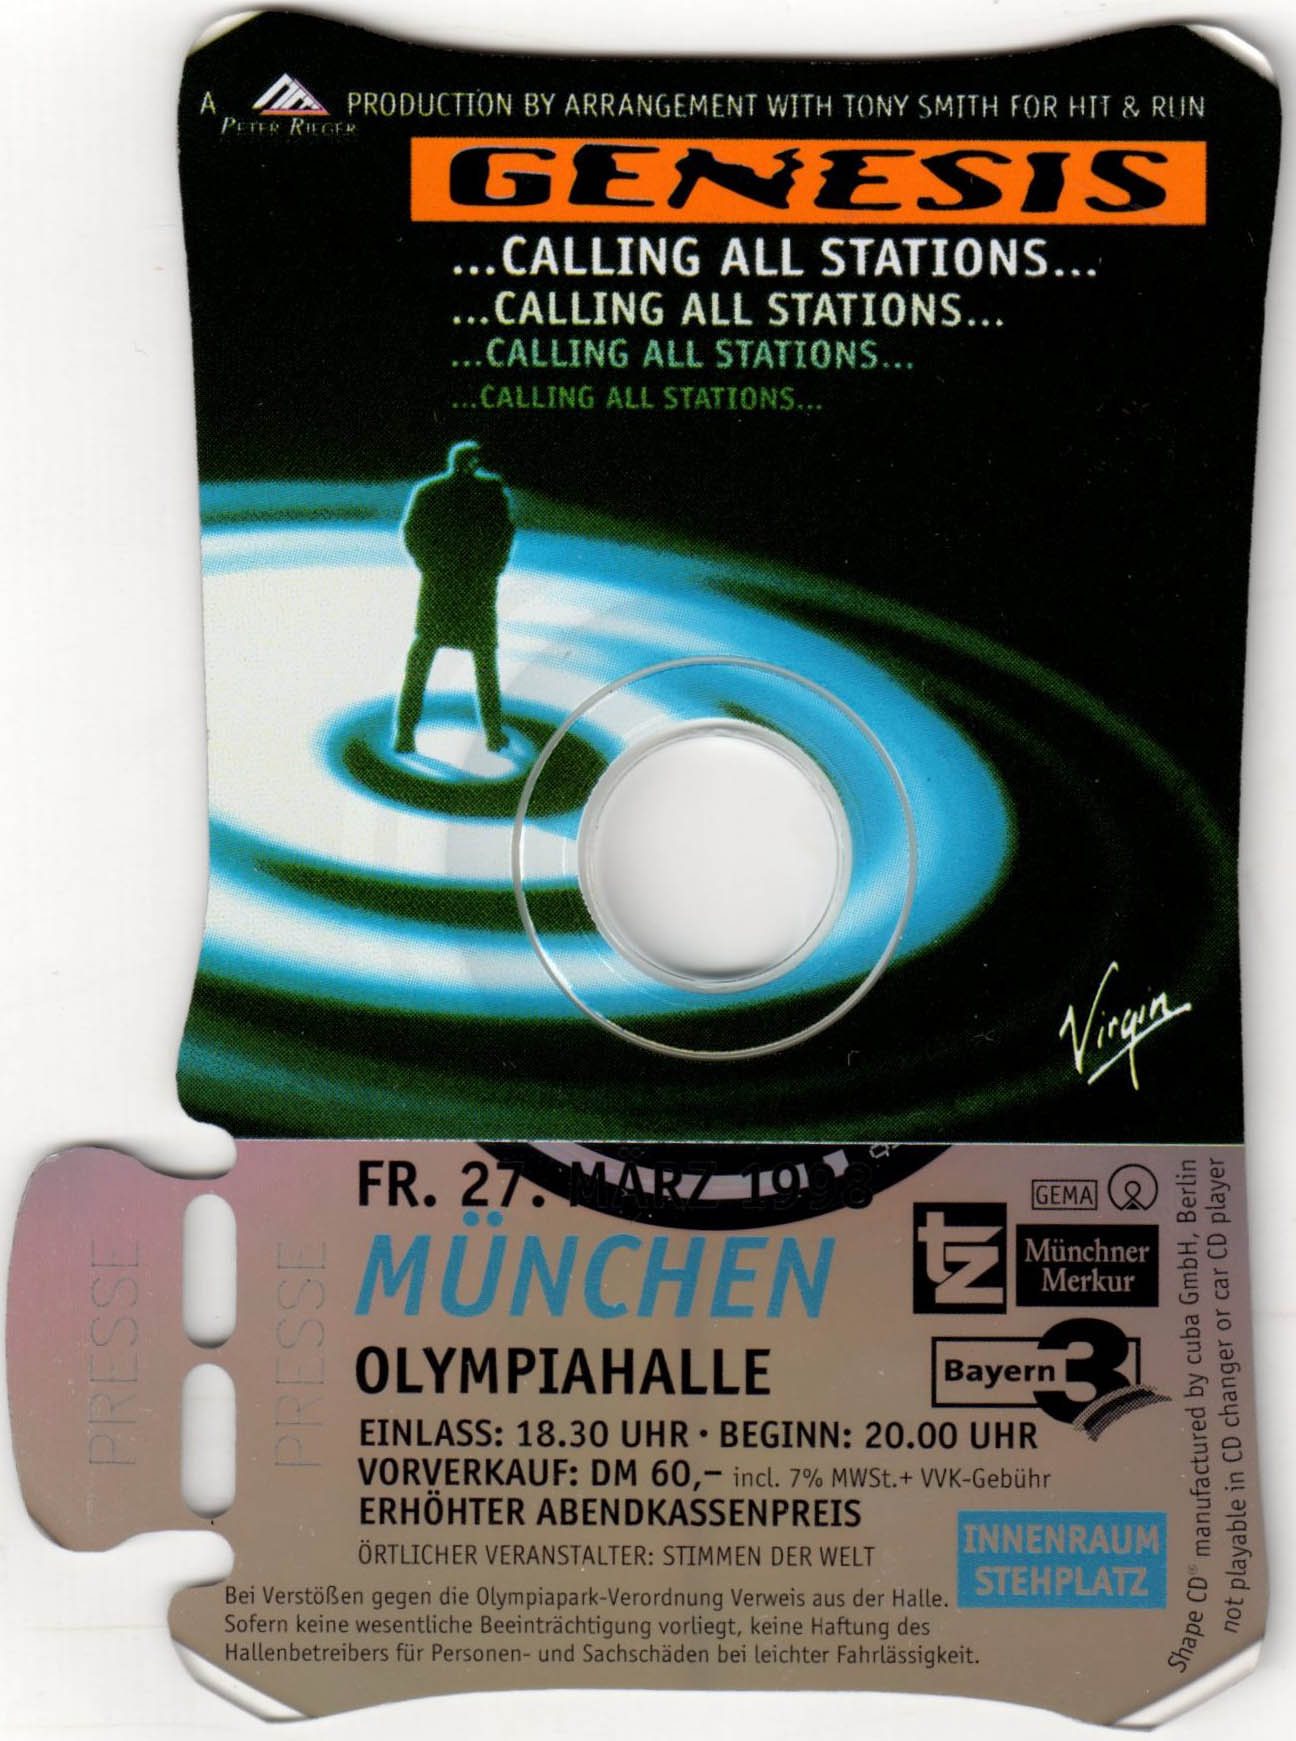 A PETER RIEGER PRODUCTION BY ARRANGEMENT WITH TONY SMITH FOR HIT & RUN
GENESIS
...CALLING ALL STATIONS...
...CALLING ALL STATIONS...
...CALLING ALL STATIONS...
...CALLING ALL STATIONS...
Virgin
FR. 27. MÄRZ 1998
MÜNCHEN
OLYMPIAHALLE
EINLASS: 18.30 UHR · BEGINN: 20.00 UHR
VORVERKAUF: DM 60,– incl. 7% MWSt.+ VVK-Gebühr
ERHÖHTER ABENDKASSENPREIS
ÖRTLICHER VERANSTALTER: STIMMEN DER WELT
Bei Verstößen gegen die Olympiapark-Verordnung Verweis aus der Halle.
Sofern keine wesentliche Beeinträchtigung vorliegt, keine Haftung des
Hallenbetreibers für Personen- und Sachschäden bei leichter Fahrlässigkeit.
GEMA
tz
Münchner
Merkur
Bayern 3
INNENRAUM
STEHPLATZ
PRESSE
PRESSE
Shape CD® manufactured by cuba GmbH, Berlin
not playable in CD changer or car CD player